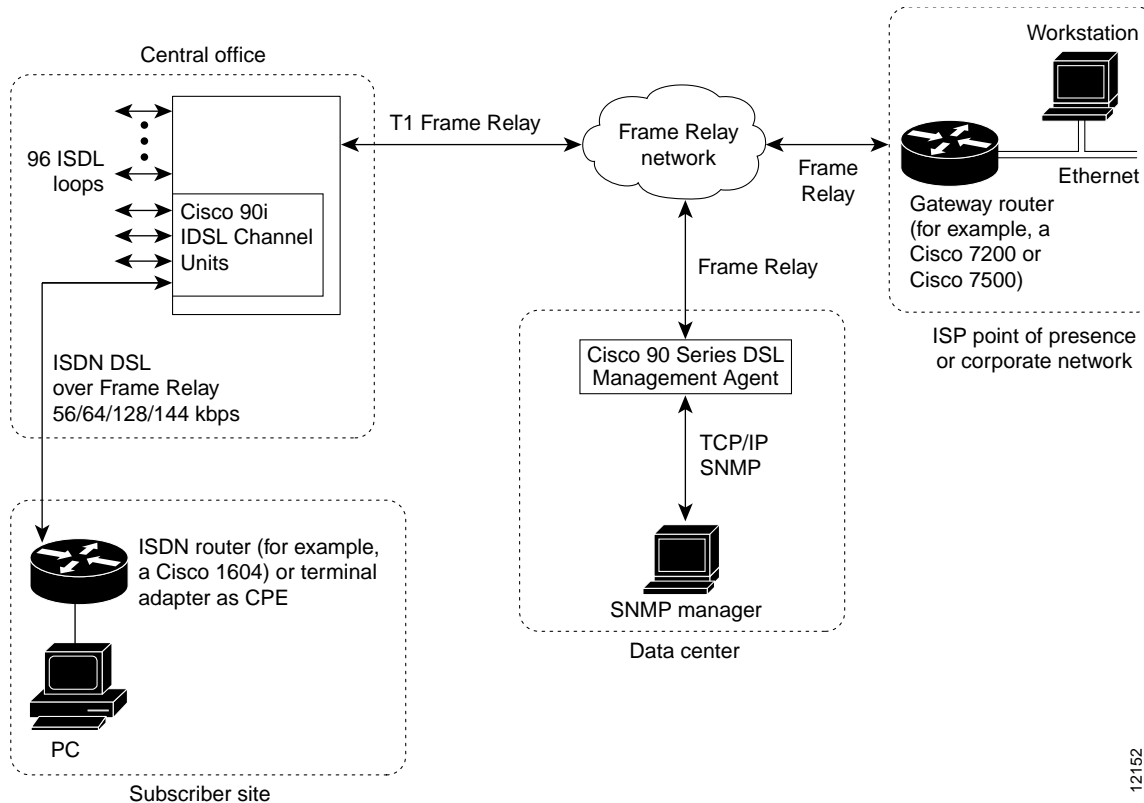 Central office
96 ISDL
loops
Cisco 90i
IDSL Channel
Units
T1 Frame Relay
Frame Relay
network
Frame
Relay
Workstation
Ethernet
Gateway router
(for example, a
Cisco 7200 or
Cisco 7500)
ISP point of presence
or corporate network
Frame Relay
Cisco 90 Series DSL
Management Agent
TCP/IP
SNMP
SNMP manager
Data center
ISDN DSL
over Frame Relay
56/64/128/144 kbps
ISDN router (for example,
a Cisco 1604) or terminal
adapter as CPE
PC
Subscriber site
12152